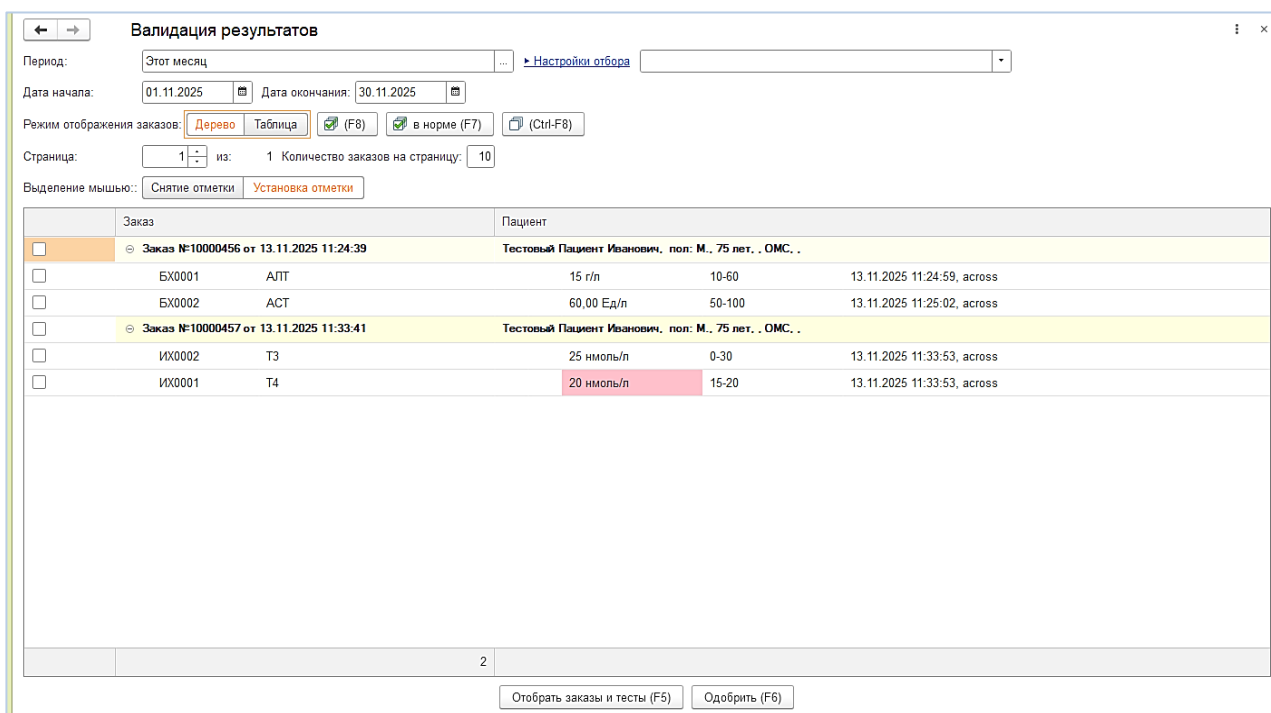 Валидация результатов
Период: Этот месяц ... Настройки отбора
Дата начала: 01.11.2025 Дата окончания: 30.11.2025
Режим отображения заказов: Дерево Таблица (F8) в норме (F7) (Ctrl-F8)
Страница: 1 из: 1 Количество заказов на страницу: 10
Выделение мышью:: Снятие отметки Установка отметки
Заказ Пациент
Заказ №10000456 от 13.11.2025 11:24:39 Тестовый Пациент Иванович, пол: М., 75 лет, , ОМС, ,
БХ0001 АЛТ 15 г/л 10-60 13.11.2025 11:24:59, across
БХ0002 АСТ 60,00 Ед/л 50-100 13.11.2025 11:25:02, across
Заказ №10000457 от 13.11.2025 11:33:41 Тестовый Пациент Иванович, пол: М., 75 лет, , ОМС, ,
ИХ0002 Т3 25 нмоль/л 0-30 13.11.2025 11:33:53, across
ИХ0001 Т4 20 нмоль/л 15-20 13.11.2025 11:33:53, across
2
Отобрать заказы и тесты (F5) Одобрить (F6)